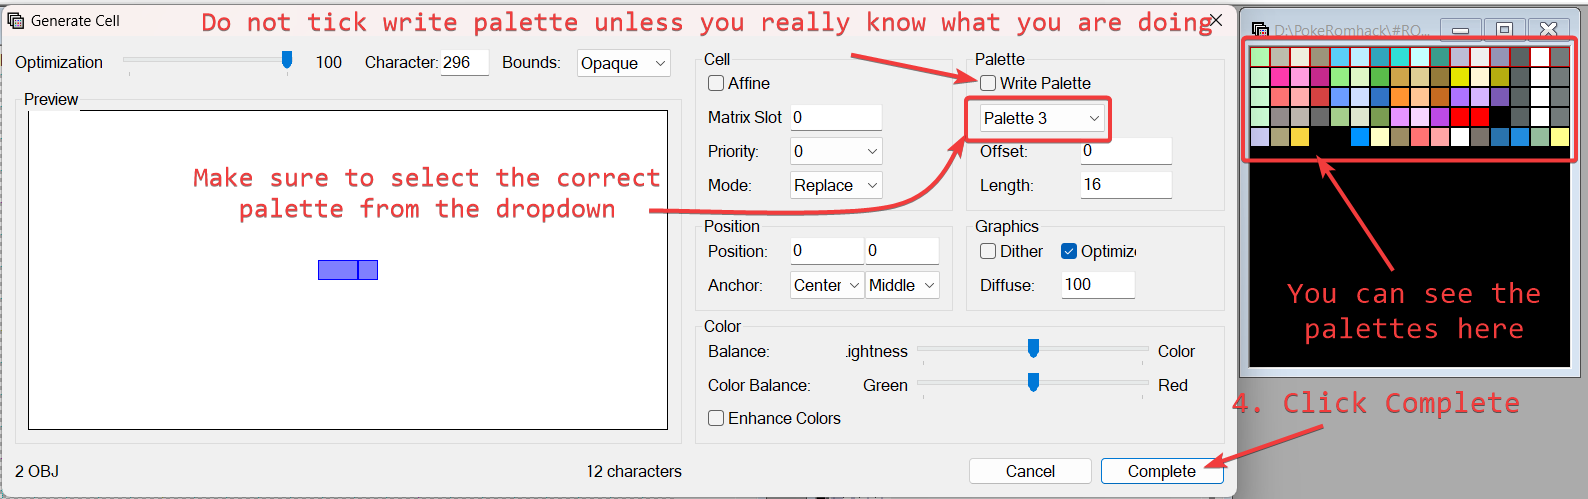 Generate Cell
Do not tick write palette unless you really know what you are doing
D:\PokeRomhack\#RO...
Optimization 100 Character: 296 Bounds: Opaque
Preview
Cell
Affine
Matrix Slot 0
Priority: 0
Mode: Replace
Palette
Write Palette
Palette 3
Offset: 0
Length: 16
Make sure to select the correct
palette from the dropdown
Position
Position: 0 0
Anchor: Center Middle
Graphics
Dither Optimize
Diffuse: 100
You can see the
palettes here
Color
Balance: .ightness Color
Color Balance: Green Red
Enhance Colors
4. Click Complete
2 OBJ 12 characters Cancel Complete